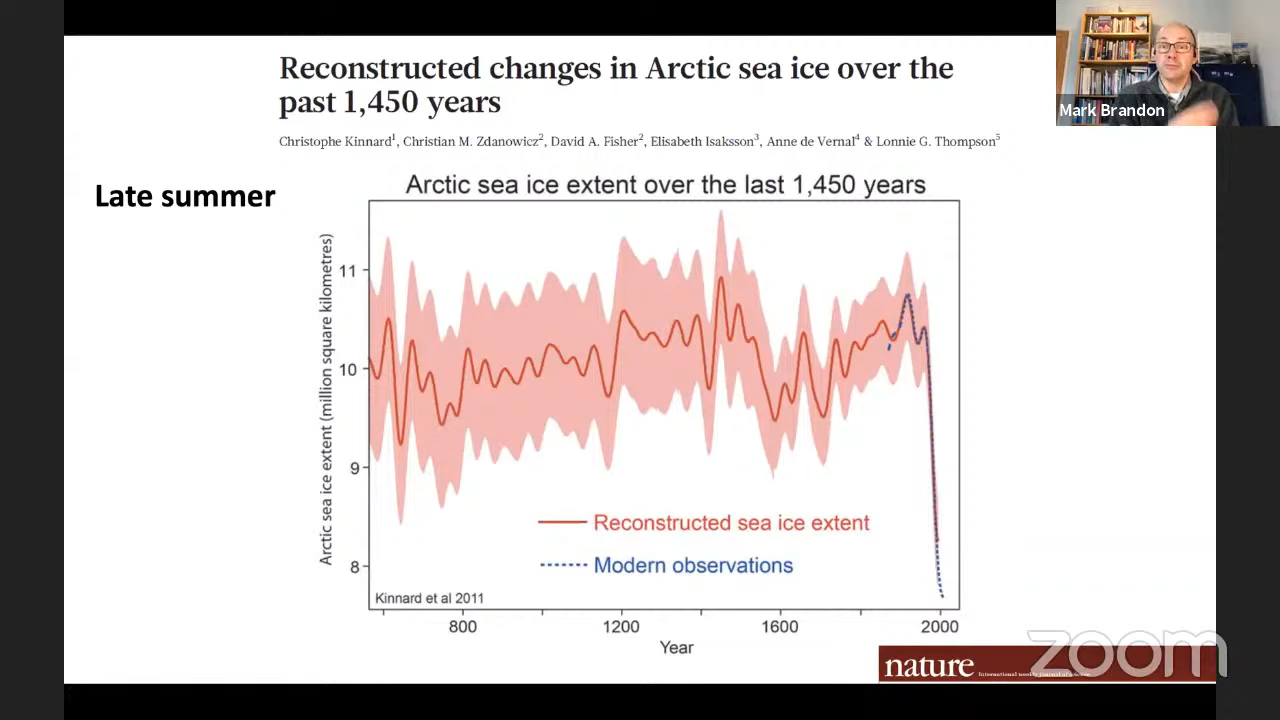 Reconstructed changes in Arctic sea ice over the
past 1,450 years
Christophe Kinnard1, Christian M. Zdanowicz2, David A. Fisher2, Elisabeth Isaksson3, Anne de Vernal4 & Lonnie G. Thompson5
Mark Brandon
Late summer
Arctic sea ice extent over the last 1,450 years
Arctic sea ice extent (million square kilometres)
11
10
9
8
Reconstructed sea ice extent
Modern observations
Kinnard et al 2011
800
1200
1600
2000
Year
zoom
nature
International weekly journal of science